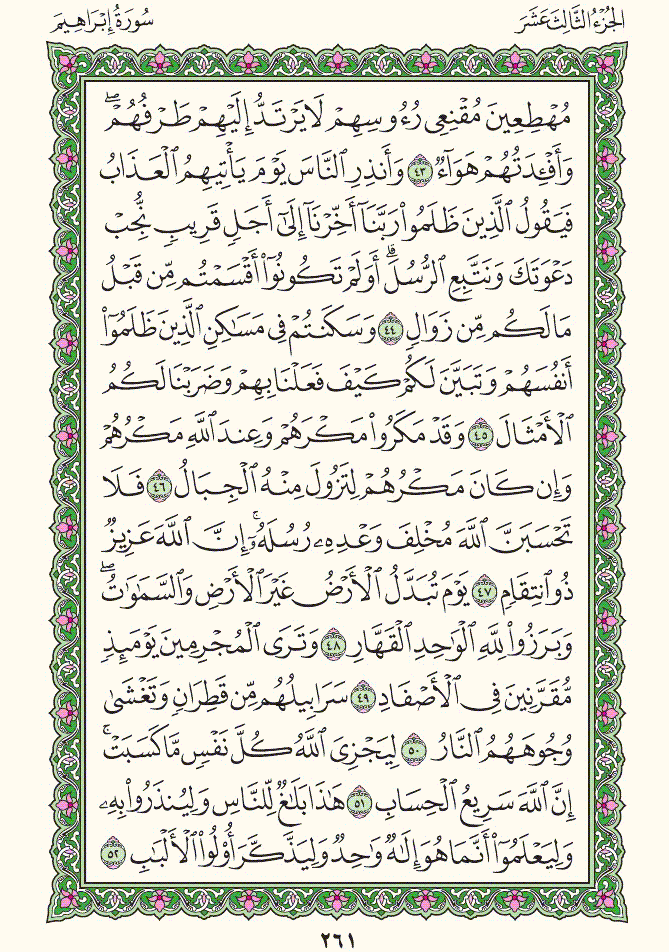 الجزء الثالث عشر
سورة إبراهيم
مُهْطِعِينَ مُقْنِعِي رُءُوسِهِمْ لَا يَرْتَدُّ إِلَيْهِمْ طَرْفُهُمْۖ
وَأَفْـِٔدَتُهُمْ هَوَآءٌ ٤٣ وَأَنذِرِ ٱلنَّاسَ يَوْمَ يَأْتِيهِمُ ٱلْعَذَابُ
فَيَقُولُ ٱلَّذِينَ ظَلَمُوا۟ رَبَّنَآ أَخِّرْنَآ إِلَىٰٓ أَجَلٍ قَرِيبٍ نُّجِبْ
دَعْوَتَكَ وَنَتَّبِعِ ٱلرُّسُلَۗ أَوَلَمْ تَكُونُوٓا۟ أَقْسَمْتُم مِّن قَبْلُ
مَا لَكُم مِّن زَوَالٍ ٤٤ وَسَكَنتُمْ فِي مَسَٰكِنِ ٱلَّذِينَ ظَلَمُوٓا۟
أَنفُسَهُمْ وَتَبَيَّنَ لَكُمْ كَيْفَ فَعَلْنَا بِهِمْ وَضَرَبْنَا لَكُمُ
ٱلْأَمْثَالَ ٤٥ وَقَدْ مَكَرُوا۟ مَكْرَهُمْ وَعِندَ ٱللَّهِ مَكْرُهُمْ
وَإِن كَانَ مَكْرُهُمْ لِتَزُولَ مِنْهُ ٱلْجِبَالُ ٤٦ فَلَا
تَحْسَبَنَّ ٱللَّهَ مُخْلِفَ وَعْدِهِۦ رُسُلَهُۥٓۚ إِنَّ ٱللَّهَ عَزِيزٌ
ذُو ٱنتِقَامٍ ٤٧ يَوْمَ تُبَدَّلُ ٱلْأَرْضُ غَيْرَ ٱلْأَرْضِ وَٱلسَّمَٰوَٰتُۖ
وَبَرَزُوا۟ لِلَّهِ ٱلْوَٰحِدِ ٱلْقَهَّارِ ٤٨ وَتَرَى ٱلْمُجْرِمِينَ يَوْمَئِذٍ
مُّقَرَّنِينَ فِي ٱلْأَصْفَادِ ٤٩ سَرَابِيلُهُم مِّن قَطِرَانٍ وَتَغْشَىٰ
وُجُوهَهُمُ ٱلنَّارُ ٥٠ لِيَجْزِيَ ٱللَّهُ كُلَّ نَفْسٍ مَّا كَسَبَتْۚ
إِنَّ ٱللَّهَ سَرِيعُ ٱلْحِسَابِ ٥١ هَٰذَا بَلَٰغٌ لِّلنَّاسِ وَلِيُنذَرُوا۟ بِهِۦ
وَلِيَعْلَمُوٓا۟ أَنَّمَا هُوَ إِلَٰهٌ وَٰحِدٌ وَلِيَذَّكَّرَ أُو۟لُوا۟ ٱلْأَلْبَٰبِ ٥٢
٢٦١